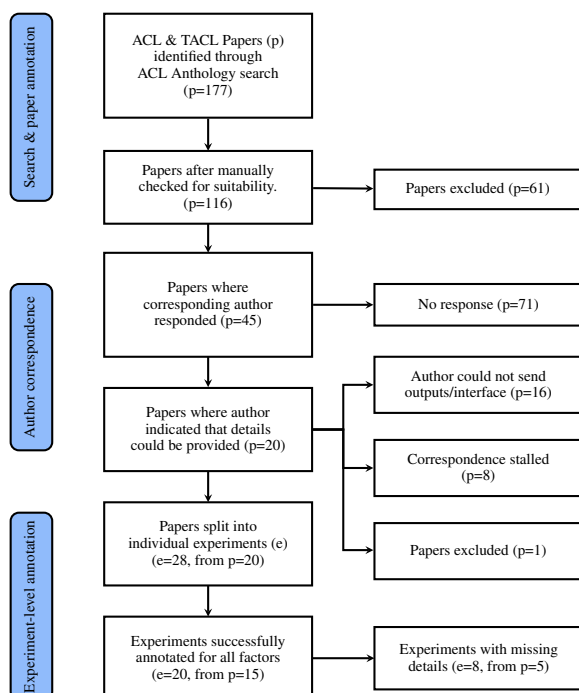 Search & paper annotation
ACL & TACL Papers (p)
identified through
ACL Anthology search
(p=177)
Papers after manually
checked for suitability.
(p=116)
Papers excluded (p=61)
Author correspondence
Papers where
corresponding author
responded (p=45)
No response (p=71)
Papers where author
indicated that details
could be provided (p=20)
Author could not send
outputs/interface (p=16)
Correspondence stalled
(p=8)
Papers excluded (p=1)
Experiment-level annotation
Papers split into
individual experiments (e)
(e=28, from p=20)
Experiments successfully
annotated for all factors
(e=20, from p=15)
Experiments with missing
details (e=8, from p=5)